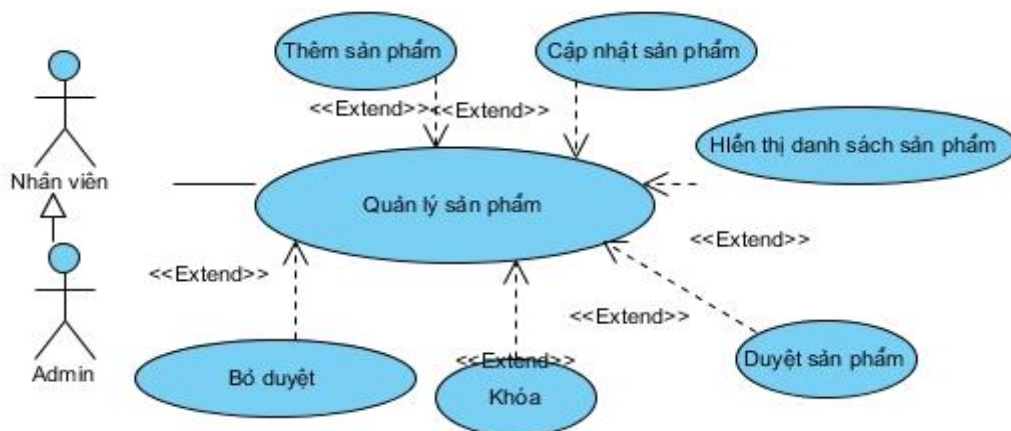 Thêm sản phẩm
Cập nhật sản phẩm
<<Extend>>
<<Extend>>
HIển thị danh sách sản phẩm
Nhân viên
Quản lý sản phẩm
<<Extend>>
<<Extend>>
<<Extend>>
Admin
Bỏ duyệt
<<Extend>>
Khóa
Duyệt sản phẩm